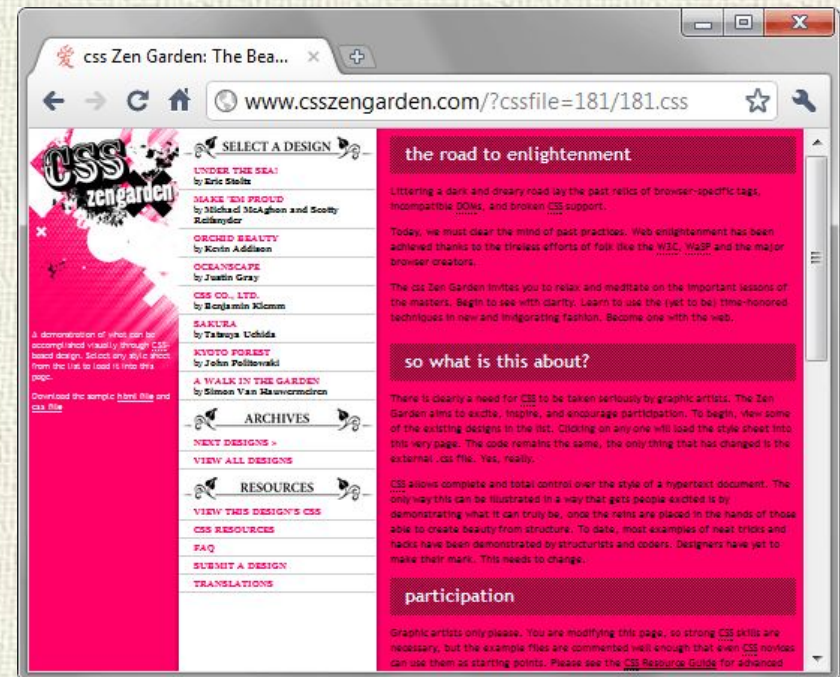 css Zen Garden: The Bea...
www.csszengarden.com/?cssfile=181/181.css
CSS
zengarden
A demonstration of what can be
accomplished visually through CSS-
based design. Select any style sheet
from the list to load it into this
page.
Download the sample html file and
css file
SELECT A DESIGN
UNDER THE SEA!
by Eric Stoltz
MAKE 'EM PROUD
by Michael McAghon and Scotty
Reifsnyder
ORCHID BEAUTY
by Kevin Addison
OCEANSCAPE
by Justin Gray
CSS CO., LTD.
by Benjamin Klemm
SAKURA
by Tatsuya Uchida
KYOTO FOREST
by John Politowski
A WALK IN THE GARDEN
by Simon Van Hauwermeiren
ARCHIVES
NEXT DESIGNS >
VIEW ALL DESIGNS
RESOURCES
VIEW THIS DESIGN'S CSS
CSS RESOURCES
FAQ
SUBMIT A DESIGN
TRANSLATIONS
the road to enlightenment
Littering a dark and dreary road lay the past relics of browser-specific tags,
incompatible DOMs, and broken CSS support.
Today, we must clear the mind of past practices. Web enlightenment has been
achieved thanks to the tireless efforts of folk like the W3C, WaSP and the major
browser creators.
The css Zen Garden invites you to relax and meditate on the important lessons of
the masters. Begin to see with clarity. Learn to use the (yet to be) time-honored
techniques in new and invigorating fashion. Become one with the web.
so what is this about?
There is clearly a need for CSS to be taken seriously by graphic artists. The Zen
Garden aims to excite, inspire, and encourage participation. To begin, view some
of the existing designs in the list. Clicking on any one will load the style sheet into
this very page. The code remains the same, the only thing that has changed is the
external .css file. Yes, really.
CSS allows complete and total control over the style of a hypertext document. The
only way this can be illustrated in a way that gets people excited is by
demonstrating what it can truly be, once the reins are placed in the hands of those
able to create beauty from structure. To date, most examples of neat tricks and
hacks have been demonstrated by structurists and coders. Designers have yet to
make their mark. This needs to change.
participation
Graphic artists only please. You are modifying this page, so strong CSS skills are
necessary, but the example files are commented well enough that even CSS novices
can use them as starting points. Please see the CSS Resource Guide for advanced